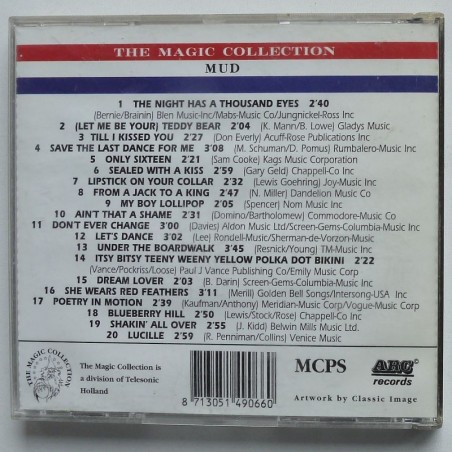 THE MAGIC COLLECTION
MUD
1 THE NIGHT HAS A THOUSAND EYES 2'40
(Bernie/Brainin) Blen Music-Inc/Mabs-Music Co/Jungnickel-Ross Inc
2 (LET ME BE YOUR) TEDDY BEAR 2'04 (K. Mann/B. Lowe) Gladys Music
3 TILL I KISSED YOU 2'27 (Don Everly) Acuff-Rose Publications Inc
4 SAVE THE LAST DANCE FOR ME 3'08 (M. Schuman/D. Pomus) Rumbalero-Music Inc
5 ONLY SIXTEEN 2'21 (Sam Cooke) Kags Music Corporation
6 SEALED WITH A KISS 2'59 (Gary Geld) Chappell-Co Inc
7 LIPSTICK ON YOUR COLLAR 2'32 (Lewis Goehring) Joy-Music Inc
8 FROM A JACK TO A KING 2'47 (N. Miller) Dandelion Music Co
9 MY BOY LOLLIPOP 2'05 (Spencer) Nom Music Inc
10 AIN'T THAT A SHAME 2'31 (Domino/Bartholomew) Commodore-Music Co
11 DON'T EVER CHANGE 3'00 (Davies) Aldon Music Ltd/Screen-Gems-Columbia-Music Inc
12 LET'S DANCE 3'02 (Lee) Rondell-Music/Sherman-de-Vorzon-Music
13 UNDER THE BOARDWALK 3'45 (Resnick/Young) TM-Music Inc
14 ITSY BITSY TEENY WEENY YELLOW POLKA DOT BIKINI 2'22
(Vance/Pockriss/Loose) Paul J Vance Publishing Co/Emily Music Corp
15 DREAM LOVER 2'53 (B. Darin) Screen-Gems-Columbia-Music Inc
16 SHE WEARS RED FEATHERS 3'11 (Merill) Golden Bell Songs/Intersong-USA Inc
17 POETRY IN MOTION 2'39 (Kaufman/Anthony) Meridian-Music Corp/Vogue-Music Corp
18 BLUEBERRY HILL 2'50 (Lewis/Stock/Rose) Chappell-Co Inc
19 SHAKIN' ALL OVER 2'55 (J. Kidd) Belwin Mills Music Ltd.
20 LUCILLE 2'59 (R. Penniman/Collins) Venice Music
THE MAGIC COLLECTION
The Magic Collection is
a division of Telesonic
Holland
8 713051 490660
MCPS
ARC
records
Artwork by Classic Image